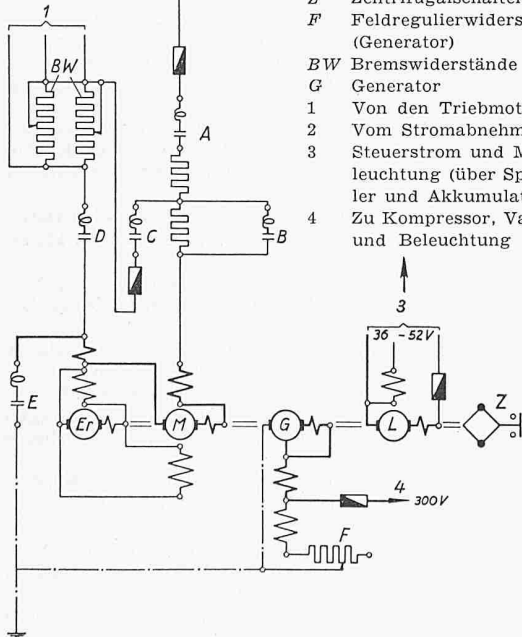 Z Zentrifugalschalter
F Feldregulierwiders
(Generator)
BW Bremswiderstände
G Generator
1 Von den Triebmot
2 Vom Stromabnehm
3 Steuerstrom und M
leuchtung (über Sp
ler und Akkumulat
4 Zu Kompressor, Va
und Beleuchtung
1
BW
A
D
C
B
3
36 - 52V
E
Er
M
G
L
Z
4
300V
F